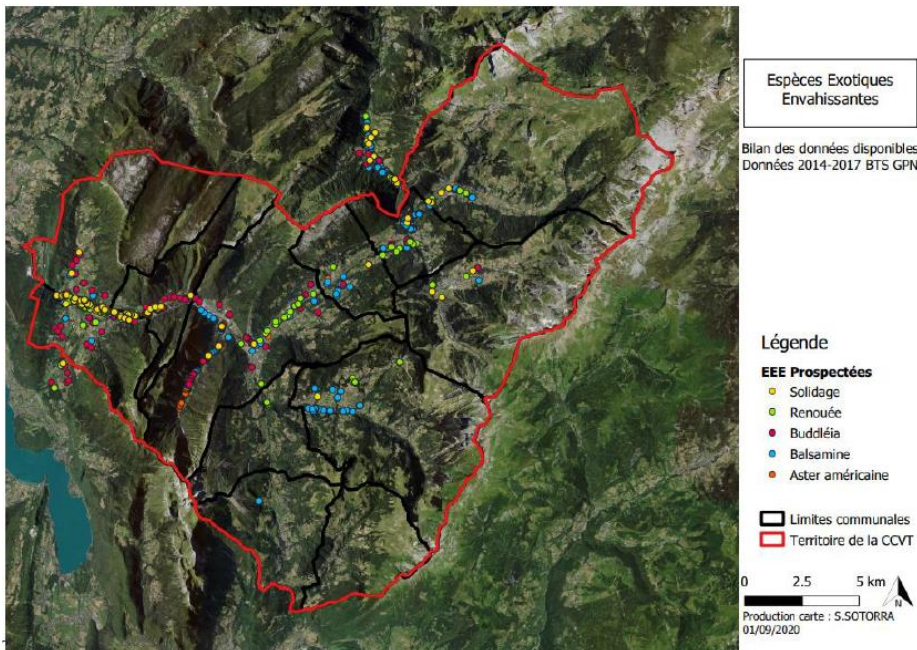 Espèces Exotiques
Envahissantes
Bilan des données disponibles
Données 2014-2017 BTS GPN
Légende
EEE Prospectées
Solidage
Renouée
Buddléia
Balsamine
Aster américaine
Limites communales
Territoire de la CCVT
0 2.5 5 km
N
Production carte : S.SOTORRA
01/09/2020